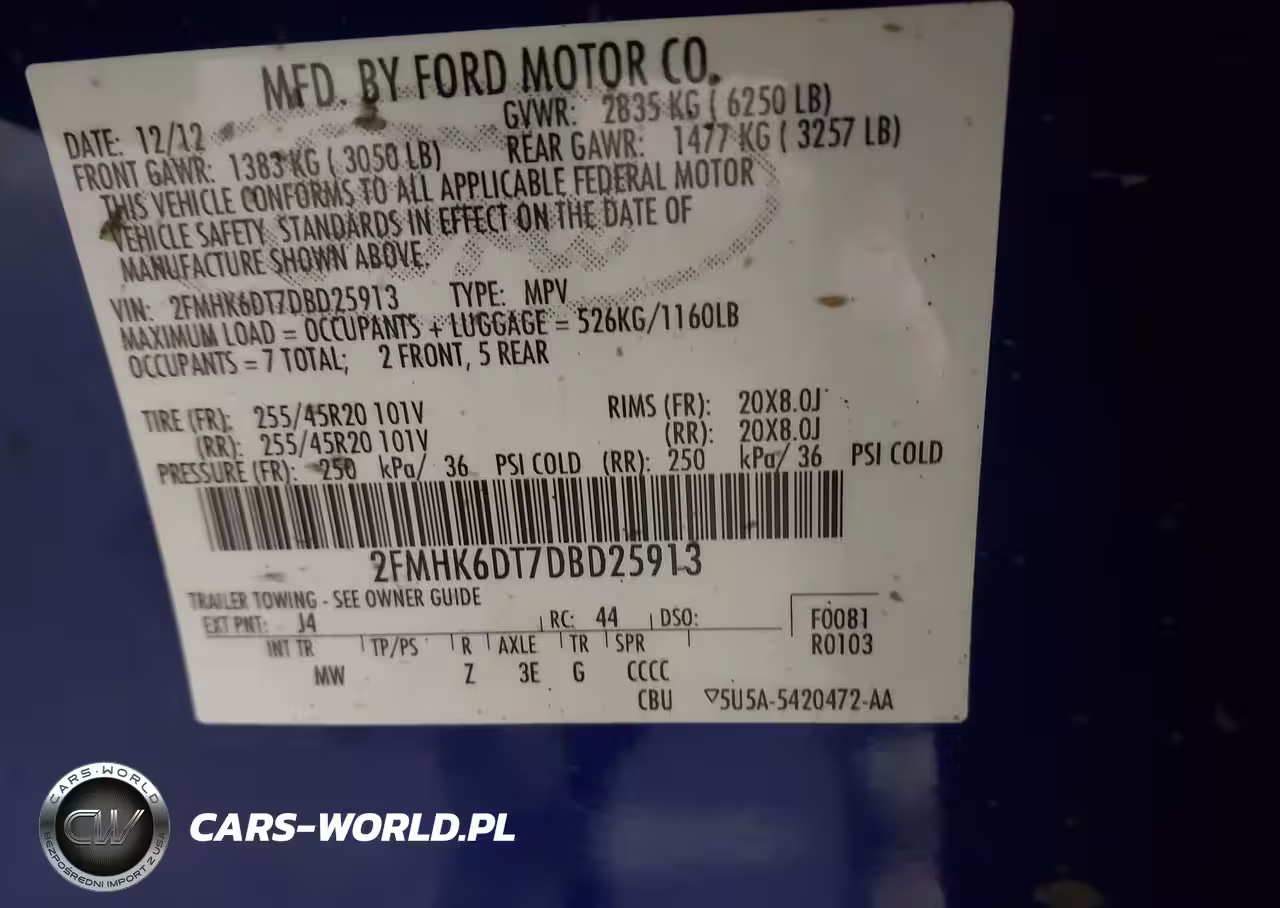 MFD. BY FORD MOTOR CO.
DATE: 12/12 GVWR: 2835 KG ( 6250 LB)
FRONT GAWR: 1383 KG ( 3050 LB) REAR GAWR: 1477 KG ( 3257 LB)
THIS VEHICLE CONFORMS TO ALL APPLICABLE FEDERAL MOTOR
VEHICLE SAFETY STANDARDS IN EFFECT ON THE DATE OF
MANUFACTURE SHOWN ABOVE.
VIN: 2FMHK6DT7DBD25913 TYPE: MPV
MAXIMUM LOAD = OCCUPANTS + LUGGAGE = 526KG/1160LB
OCCUPANTS = 7 TOTAL; 2 FRONT, 5 REAR
TIRE (FR): 255/45R20 101V RIMS (FR): 20X8.0J
(RR): 255/45R20 101V (RR): 20X8.0J
PRESSURE (FR): 250 kPa/ 36 PSI COLD (RR): 250 kPa/ 36 PSI COLD
2FMHK6DT7DBD25913
TRAILER TOWING - SEE OWNER GUIDE
EXT PNT: J4 RC: 44 DSO: F0081
INT TR TP/PS R AXLE TR SPR R0103
MW Z 3E G CCCC
CBU ▽5U5A-5420472-AA
CARS-WORLD
CW
BEZPOŚREDNI IMPORT Z USA
CARS-WORLD.PL